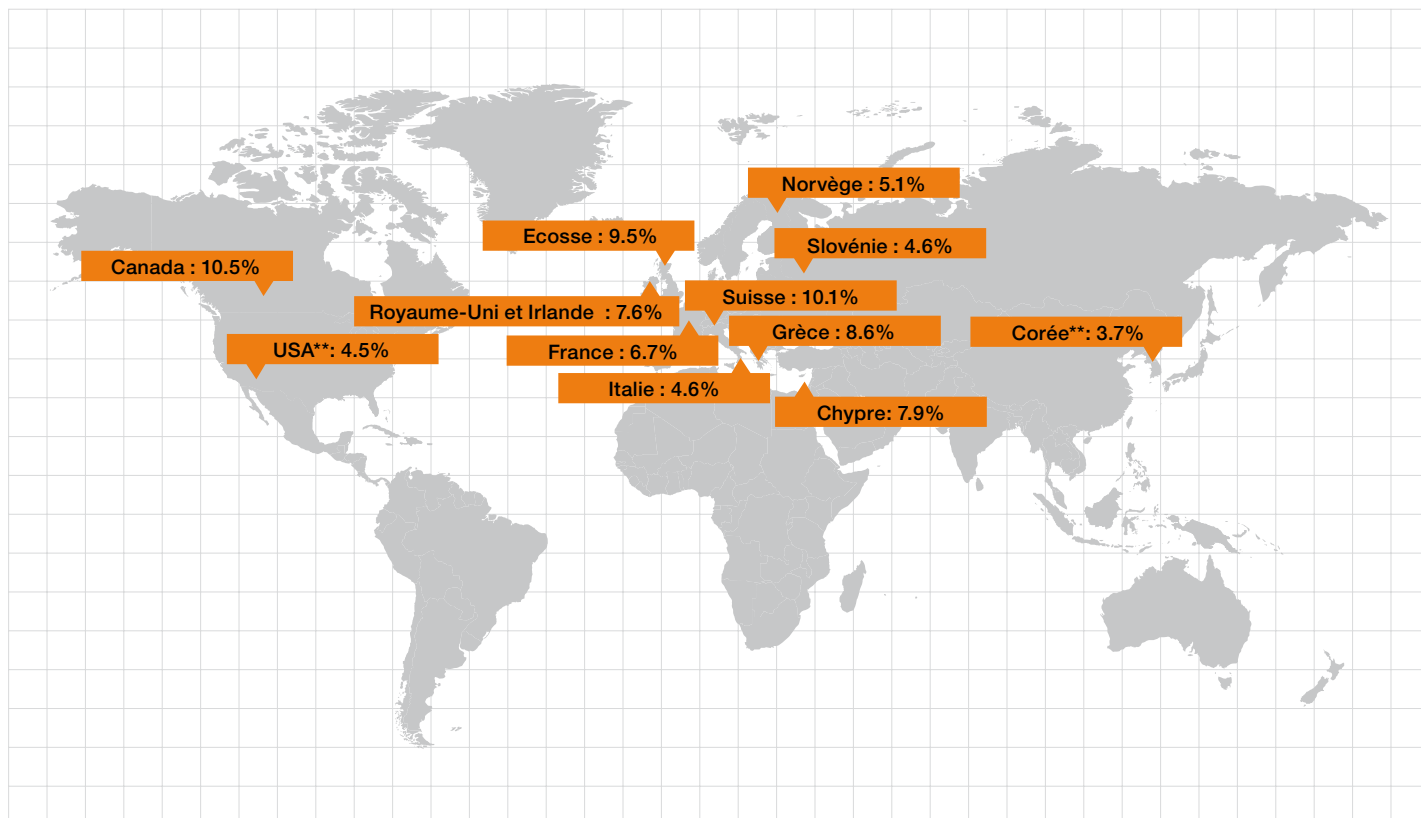 Norvège : 5.1%
Ecosse : 9.5%
Slovénie : 4.6%
Canada : 10.5%
Suisse : 10.1%
Royaume-Uni et Irlande : 7.6%
Grèce : 8.6%
Corée**: 3.7%
USA**: 4.5%
France : 6.7%
Italie : 4.6%
Chypre: 7.9%